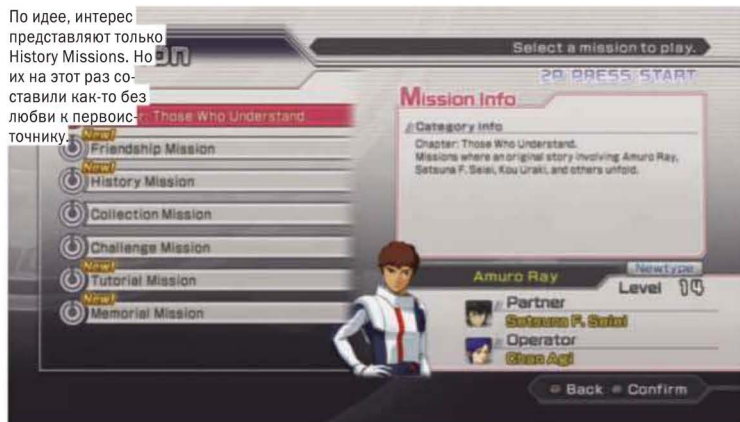 По идее, интерес
представляют только
History Missions. Но
их на этот раз со-
ставили как-то без
любви к первоис-
точнику.
Select a mission to play.
2P PRESS START
Those Who Understand
New!
Friendship Mission
New!
History Mission
Collection Mission
Challenge Mission
New!
Tutorial Mission
New!
Memorial Mission
Mission Info
Category Info
Chapter: Those Who Understand.
Missions where an original story involving Amuro Ray,
Setsuna F. Seiei, Kou Uraki, and others unfold.
Amuro Ray
Newtype
Level 14
Partner
Setsuna F. Seiei
Operator
Chan Agi
Back Confirm